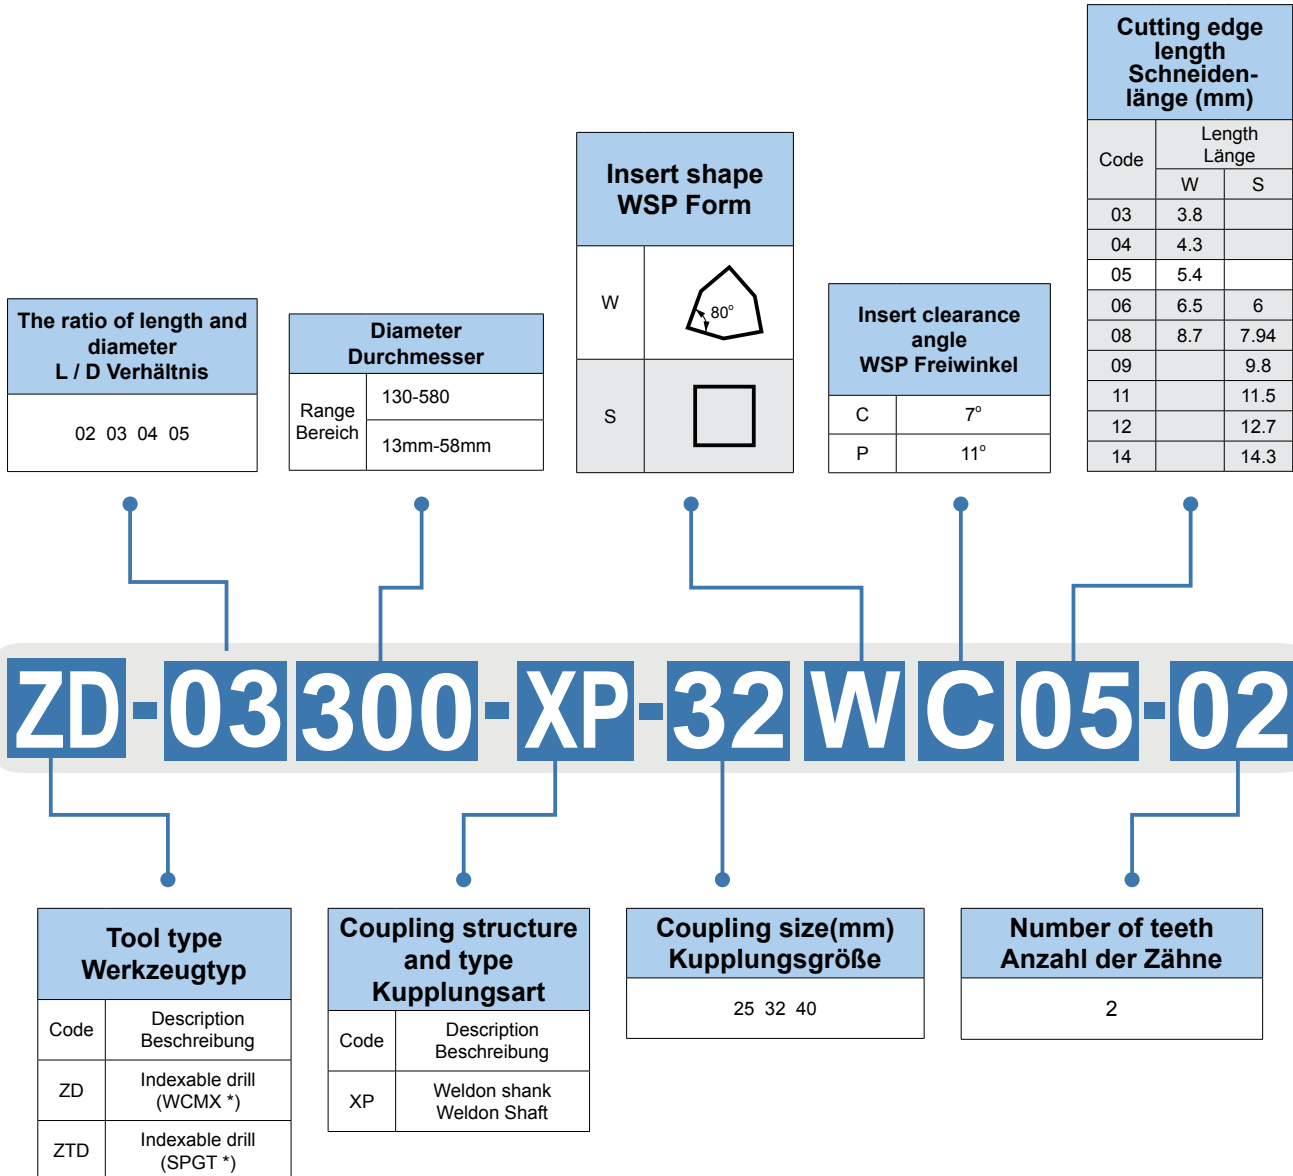 Cutting edge
length
Schneiden-
länge (mm)
Code
Length
Länge
W S
03 3.8
04 4.3
05 5.4
06 6.5 6
08 8.7 7.94
09 9.8
11 11.5
12 12.7
14 14.3
Insert shape
WSP Form
W
80°
S
Insert clearance
angle
WSP Freiwinkel
C 7°
P 11°
The ratio of length and
diameter
L / D Verhältnis
02 03 04 05
Diameter
Durchmesser
Range
Bereich
130-580
13mm-58mm
ZD-03300-XP-32WC05-02
Tool type
Werkzeugtyp
Code
Description
Beschreibung
ZD
Indexable drill
(WCMX *)
ZTD
Indexable drill
(SPGT *)
Coupling structure
and type
Kupplungsart
Code
Description
Beschreibung
XP
Weldon shank
Weldon Shaft
Coupling size(mm)
Kupplungsgröße
25 32 40
Number of teeth
Anzahl der Zähne
2